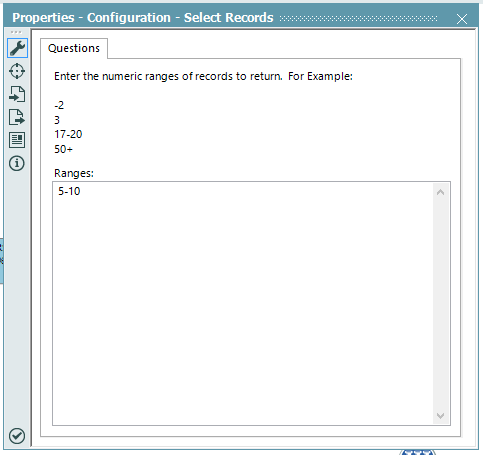 Properties - Configuration - Select Records
Questions
Enter the numeric ranges of records to return.  For Example:
-2
3
17-20
50+
Ranges:
5-10